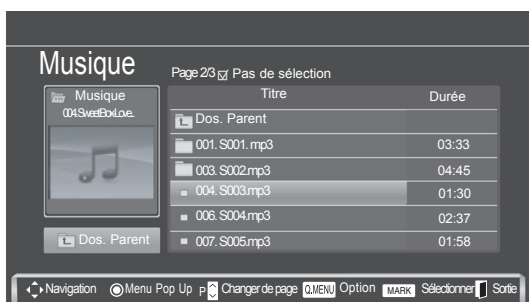 Musique
Page 2/3 Pas de sélection
Musique
004.SweetBoxLove..
Dos. Parent
Titre
Durée
Dos. Parent
001. S001. mp3 03:33
003. S002.mp3 04:45
004. S003.mp3 01:30
006. S004.mp3 02:37
007. S005.mp3 01:58
Navigation Menu Pop Up P Changer de page Q.MENU Option MARK Sélectionner Sortie